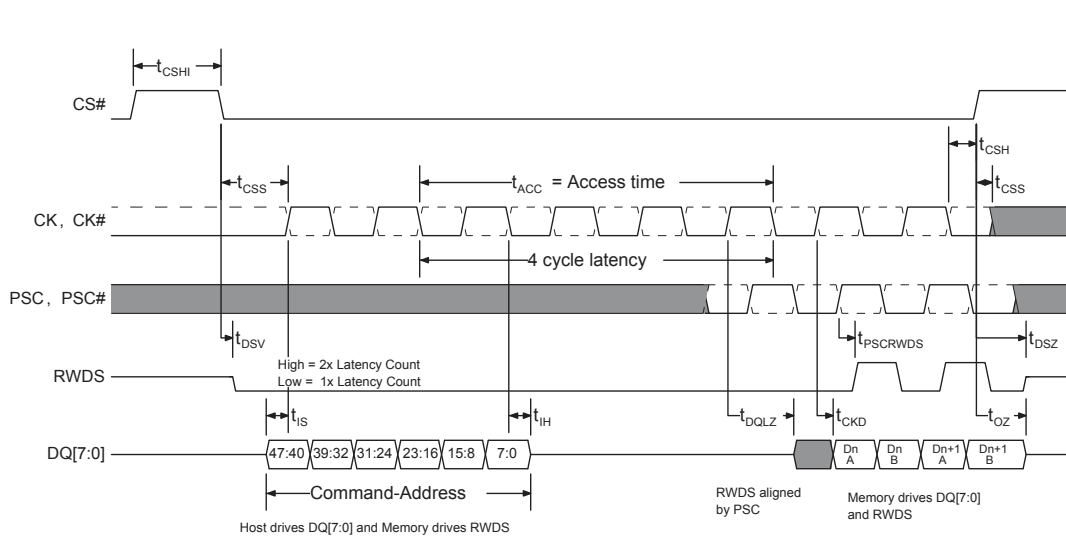 tCSHI
CS#
tCSH
tCSS
tACC = Access time
tCSS
CK, CK#
4 cycle latency
PSC, PSC#
tDSV
tPSCRWDS
tDSZ
High = 2x Latency Count
RWDS
Low = 1x Latency Count
tIS
tIH
tDQLZ
tCKD
tOZ
DQ[7:0]
47:40 39:32 31:24 23:16 15:8 7:0
Dn A
Dn B
Dn+1 A
Dn+1 B
Command-Address
RWDS aligned
by PSC
Memory drives DQ[7:0]
and RWDS
Host drives DQ[7:0] and Memory drives RWDS